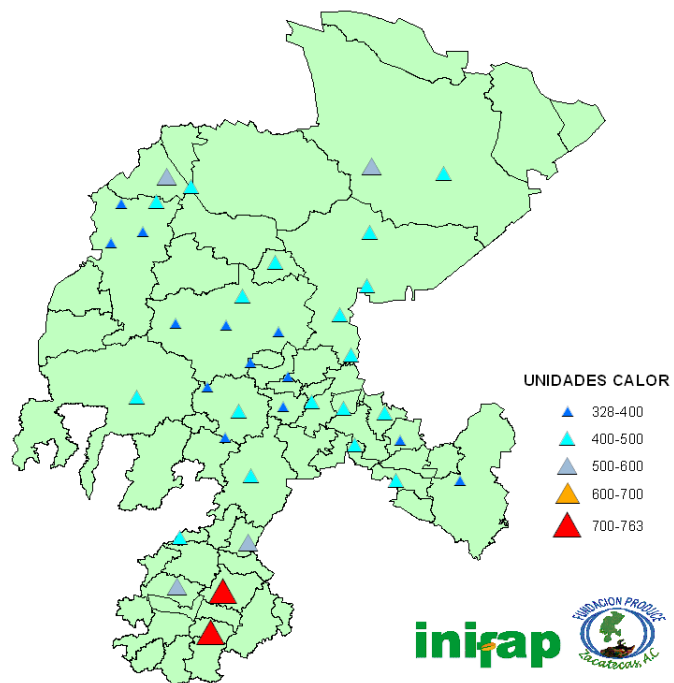 UNIDADES CALOR
328-400
400-500
500-600
600-700
700-763
inifap
FUNDACION PRODUCE
Zacatecas, A.C